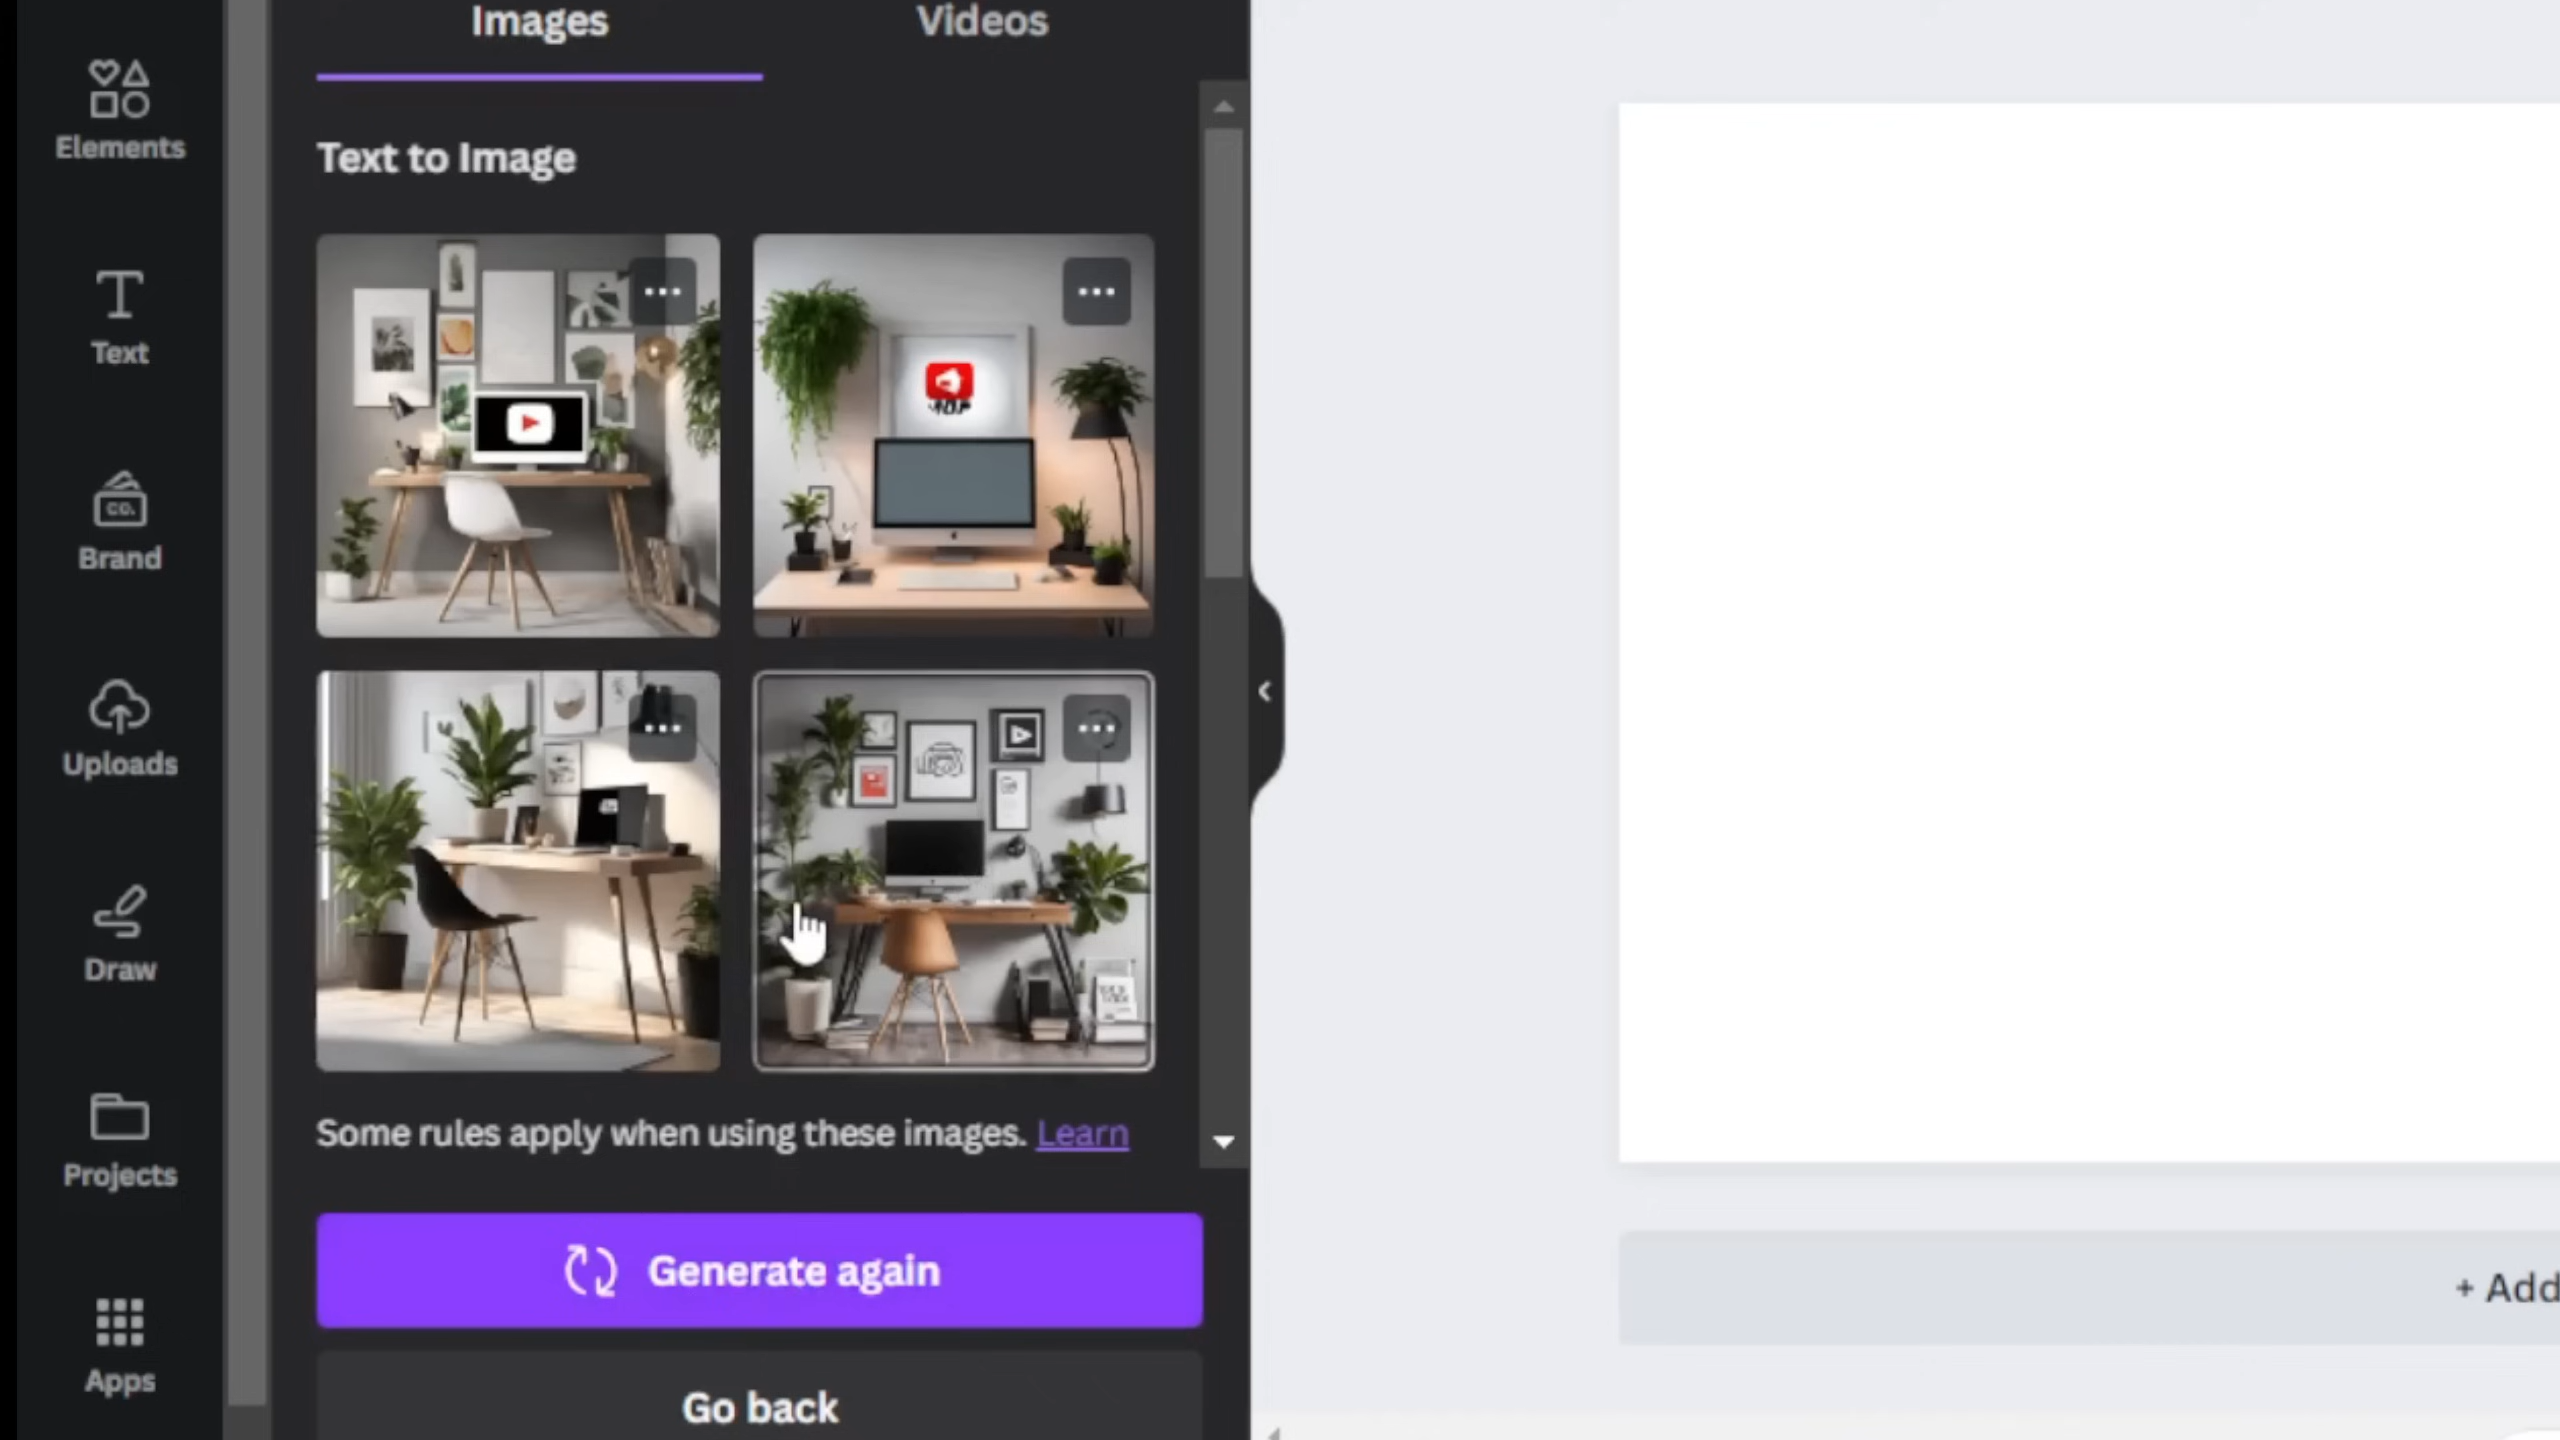 Images
Videos
Elements
Text to Image
Text
CO.
Brand
Uploads
Draw
Projects
Apps
Some rules apply when using these images. Learn
Generate again
Go back
+ Add